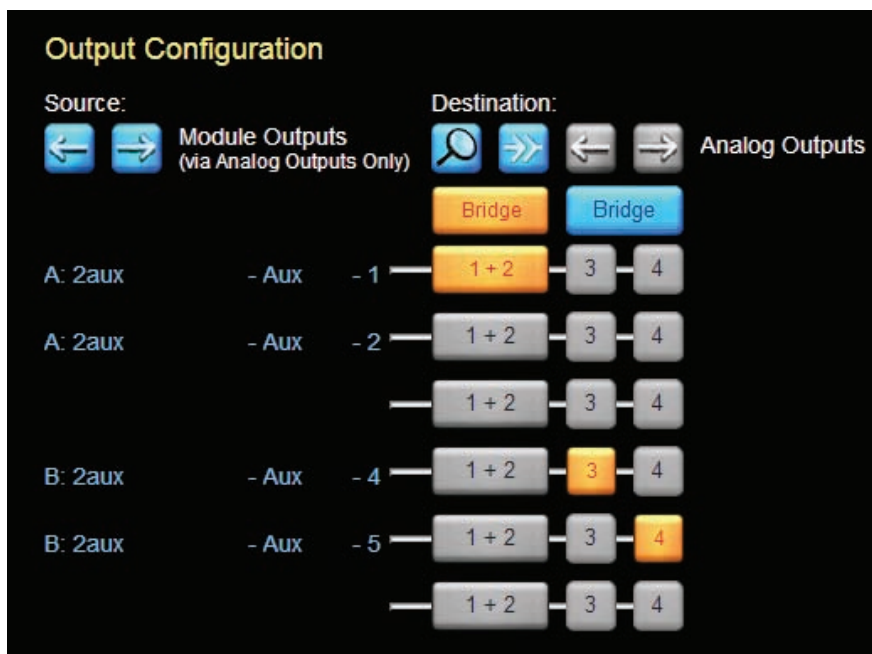 Output Configuration
Source: Destination:
Module Outputs
(via Analog Outputs Only)
Analog Outputs
Bridge Bridge
A: 2aux - Aux - 1 1 + 2 3 4
A: 2aux - Aux - 2 1 + 2 3 4
1 + 2 3 4
B: 2aux - Aux - 4 1 + 2 3 4
B: 2aux - Aux - 5 1 + 2 3 4
1 + 2 3 4